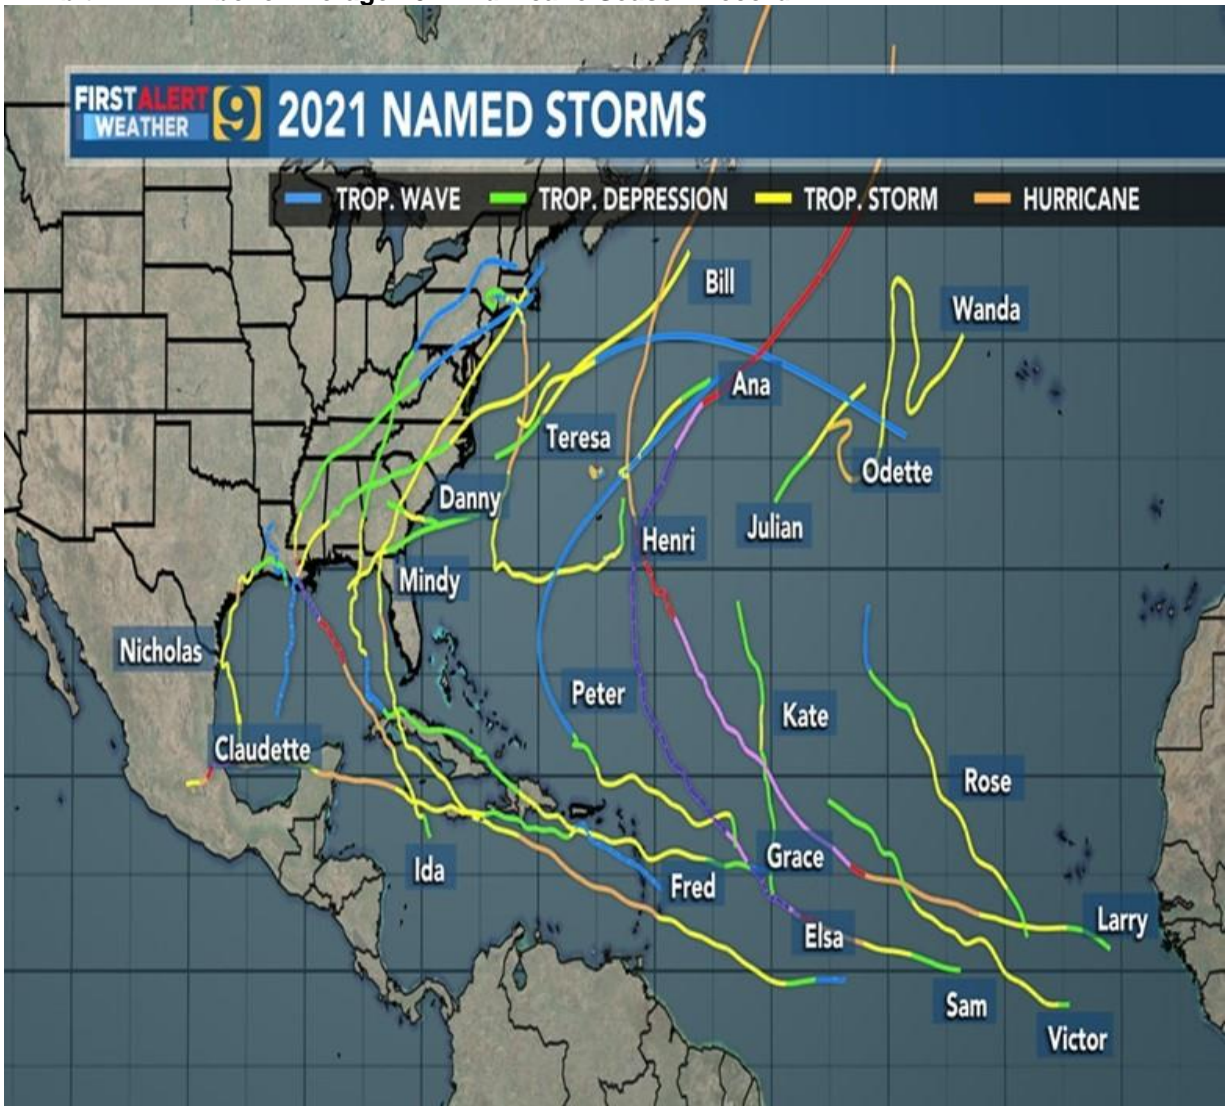 FIRST ALERT 9 2021 NAMED STORMS
WEATHER
TROP. WAVE TROP. DEPRESSION TROP. STORM HURRICANE
Bill
Wanda
Ana
Teresa
Odette
Danny
Julian
Henri
Mindy
Nicholas
Peter
Kate
Claudette
Rose
Grace
Ida
Fred
Larry
Elsa
Sam
Victor